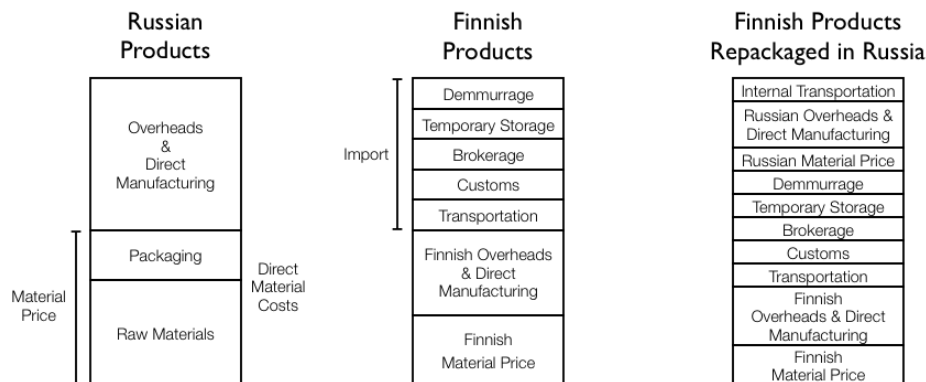 Russian
Products
Overheads
&
Direct
Manufacturing
Packaging
Raw Materials
Material
Price
Direct
Material
Costs
Finnish
Products
Import
Demmurrage
Temporary Storage
Brokerage
Customs
Transportation
Finnish Overheads
& Direct
Manufacturing
Finnish
Material Price
Finnish Products
Repackaged in Russia
Internal Transportation
Russian Overheads &
Direct Manufacturing
Russian Material Price
Demmurrage
Temporary Storage
Brokerage
Customs
Transportation
Finnish
Overheads & Direct
Manufacturing
Finnish
Material Price